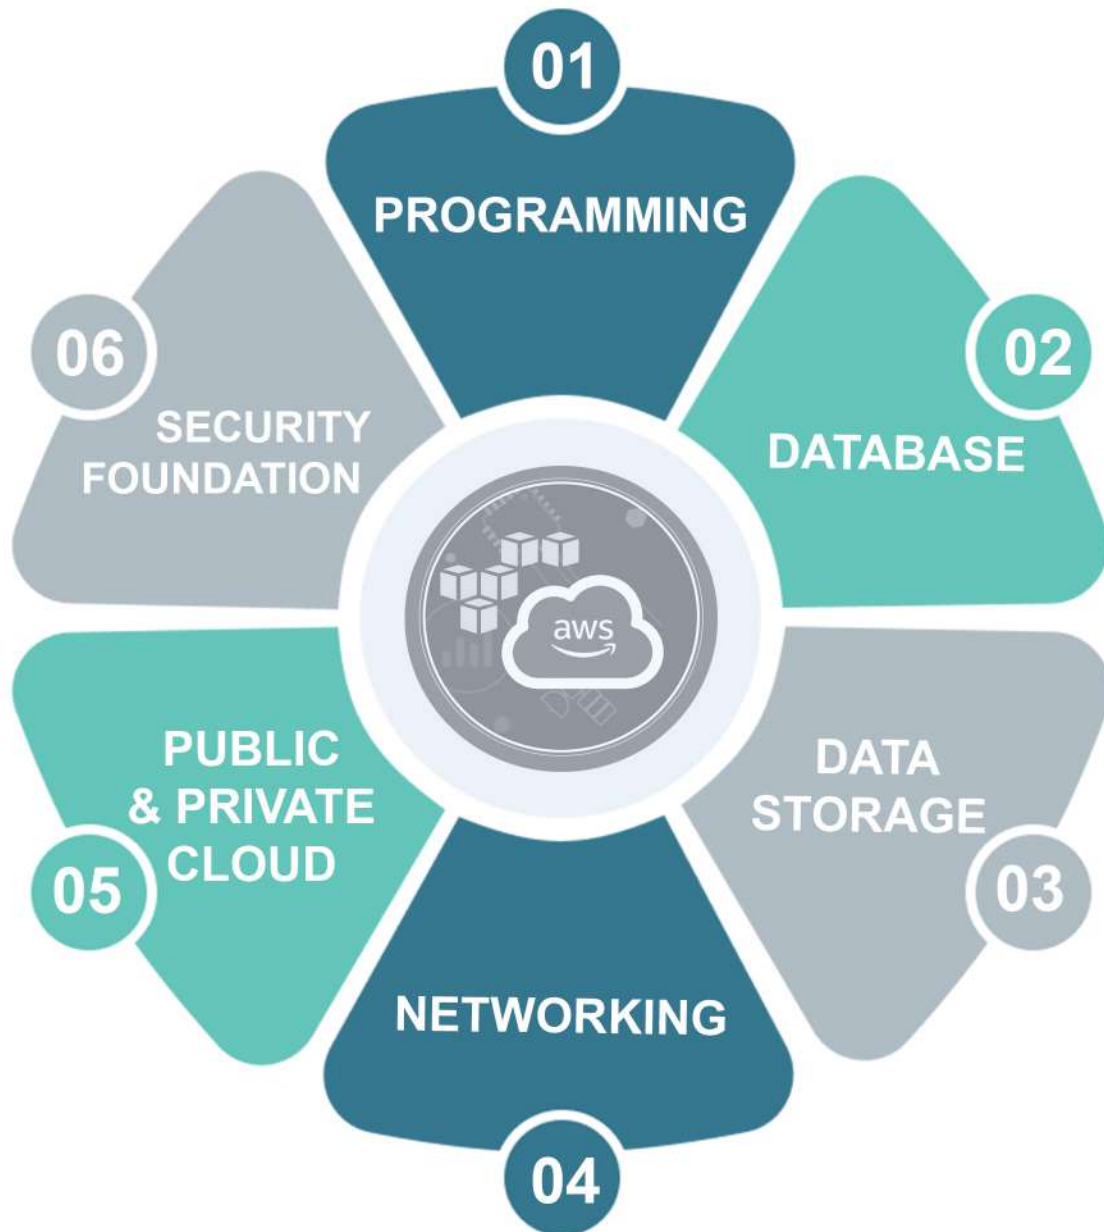 01
PROGRAMMING
02
DATABASE
03
DATA
STORAGE
04
NETWORKING
05
PUBLIC
& PRIVATE
CLOUD
06
SECURITY
FOUNDATION
aws